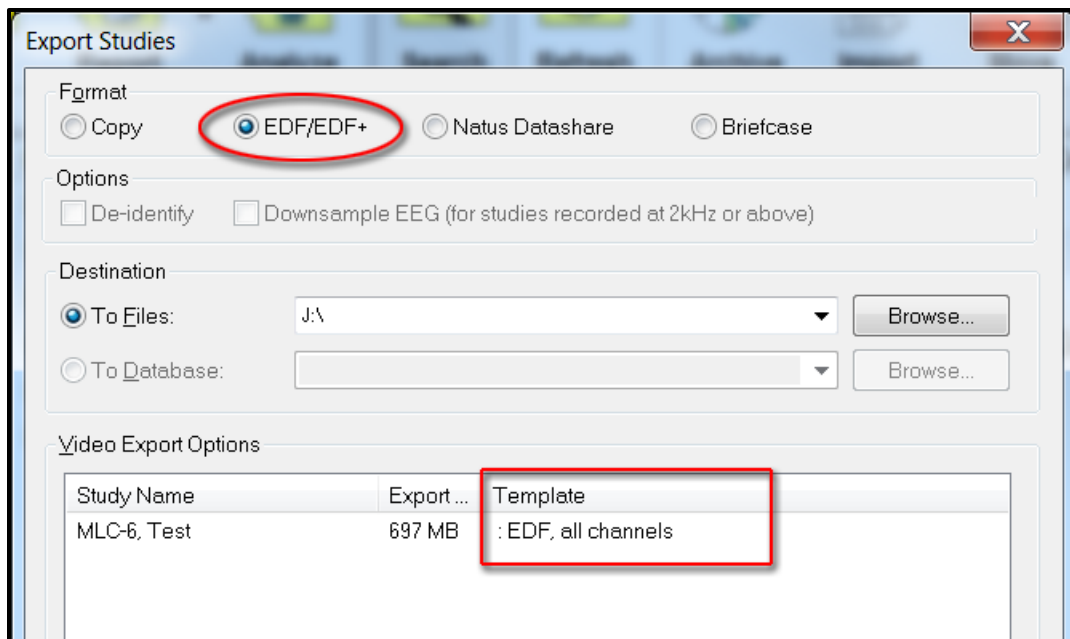 Export Studies
X
Format
Copy EDF/EDF+ Natus Datashare Briefcase
Options
De-identify Downsample EEG (for studies recorded at 2kHz or above)
Destination
To Files: J:\ Browse...
To Database: Browse...
Video Export Options
Study Name Export ... Template
MLC-6, Test 697 MB : EDF, all channels